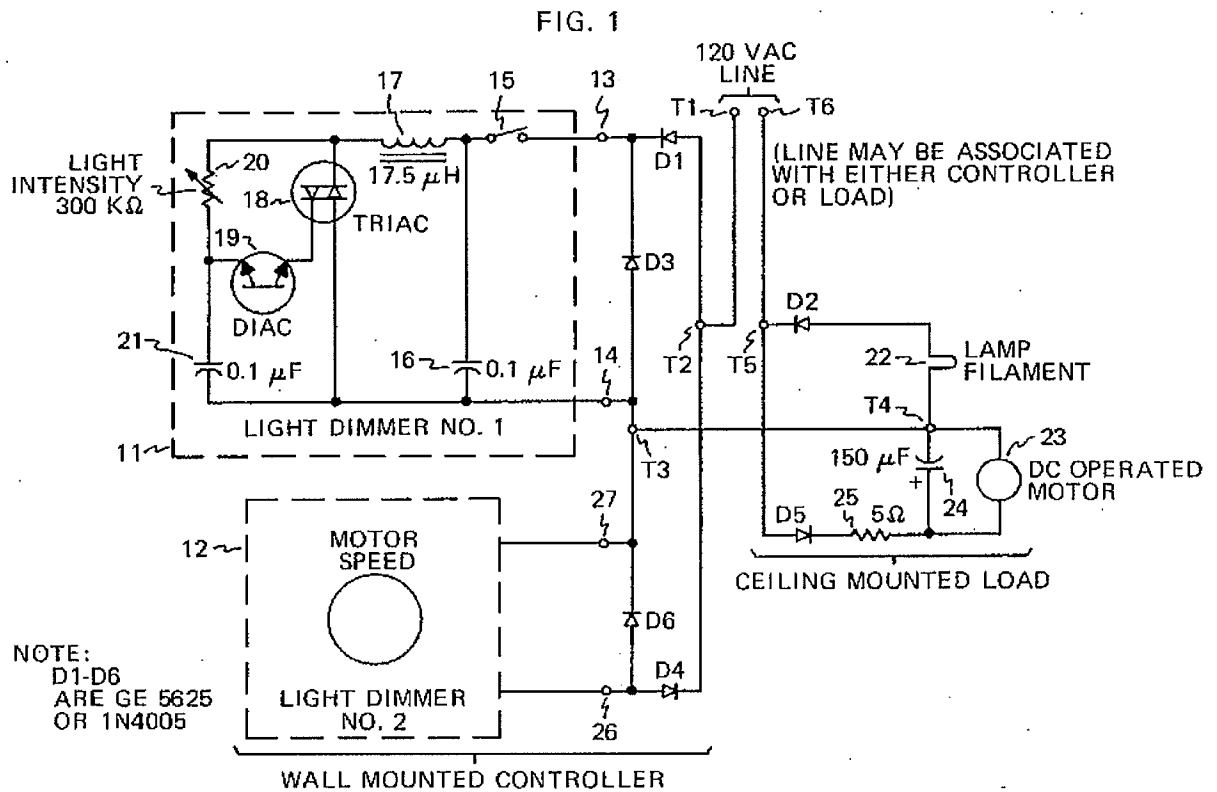 FIG. 1
120 VAC
LINE
T1
T6
17
15
13
20
LIGHT
INTENSITY
300 KΩ
17.5 μH
D1
(LINE MAY BE ASSOCIATED
WITH EITHER CONTROLLER
OR LOAD)
18
TRIAC
19
DIAC
D3
D2
T2
T5
22
LAMP
FILAMENT
21
0.1 μF
16
0.1 μF
14
T4
LIGHT DIMMER NO. 1
11
T3
150 μF
+
24
23
DC OPERATED
MOTOR
D5
25
5Ω
CEILING MOUNTED LOAD
12
MOTOR
SPEED
27
D6
D4
LIGHT DIMMER
NO. 2
26
NOTE:
D1-D6
ARE GE 5625
OR 1N4005
WALL MOUNTED CONTROLLER